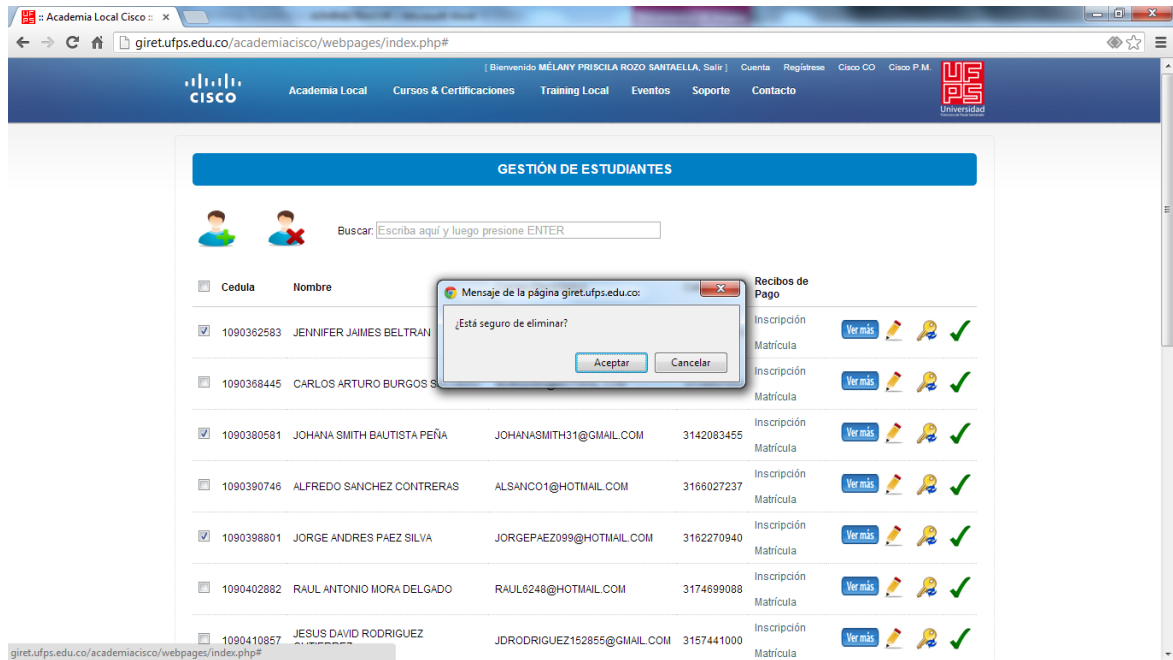 :: Academia Local Cisco ::
giret.ufps.edu.co/academiacisco/webpages/index.php#
[ Bienvenido MÉLANY PRISCILA ROZO SANTAELLA, Salir ] Cuenta Regístrese Cisco CO Cisco P.M.
CISCO
Academia Local Cursos & Certificaciones Training Local Eventos Soporte Contacto
UFPS
Universidad
GESTIÓN DE ESTUDIANTES
Buscar: Escriba aquí y luego presione ENTER
Cedula Nombre Recibos de Pago
Mensaje de la página giret.ufps.edu.co:
¿Está seguro de eliminar?
Aceptar Cancelar
1090362583 JENNIFER JAIMES BELTRAN Inscripción Ver más
Matrícula
1090368445 CARLOS ARTURO BURGOS Inscripción Ver más
Matrícula
1090380581 JOHANA SMITH BAUTISTA PEÑA JOHANASMITH31@GMAIL.COM 3142083455 Inscripción Ver más
Matrícula
1090390746 ALFREDO SANCHEZ CONTRERAS ALSANCO1@HOTMAIL.COM 3166027237 Inscripción Ver más
Matrícula
1090398801 JORGE ANDRES PAEZ SILVA JORGEPAEZ099@HOTMAIL.COM 3162270940 Inscripción Ver más
Matrícula
1090402882 RAUL ANTONIO MORA DELGADO RAUL6248@HOTMAIL.COM 3174699088 Inscripción Ver más
Matrícula
1090410857 JESUS DAVID RODRIGUEZ JDRODRIGUEZ152855@GMAIL.COM 3157441000 Inscripción Ver más
Matrícula
giret.ufps.edu.co/academiacisco/webpages/index.php#